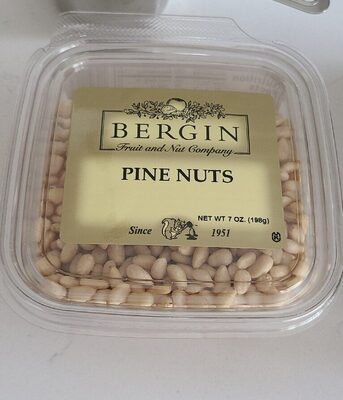 BERGIN
Fruit and Nut Company
PINE NUTS
NET WT 7 OZ. (198g)
Since 1951